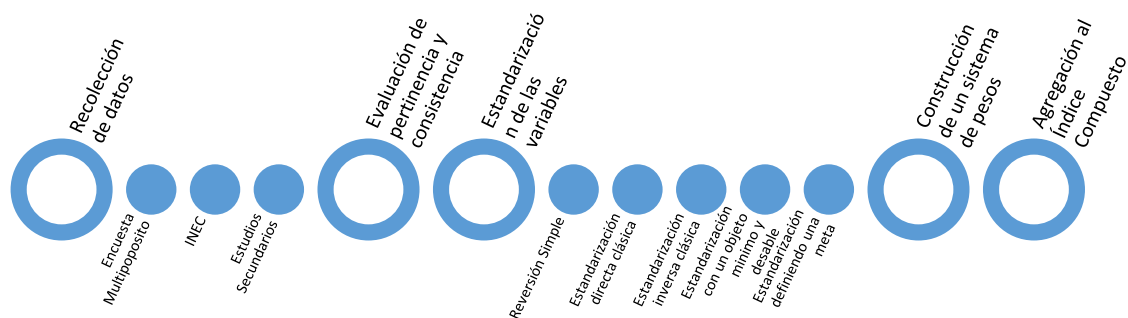 Recolección
de datos
Encuesta
Multipoposito
INEC
Estudios
Secundarios
Evaluación de
pertinencia y
consistencia
Estandarizació
n de las
variables
Reversión Simple
Estandarización
directa clásica
Estandarización
inversa clásica
Estandarización
con un objeto
minimo y
desable
Estandarización
definiendo una
meta
Construcción
de un sistema
de pesos
Agregación al
Índice
Compuesto